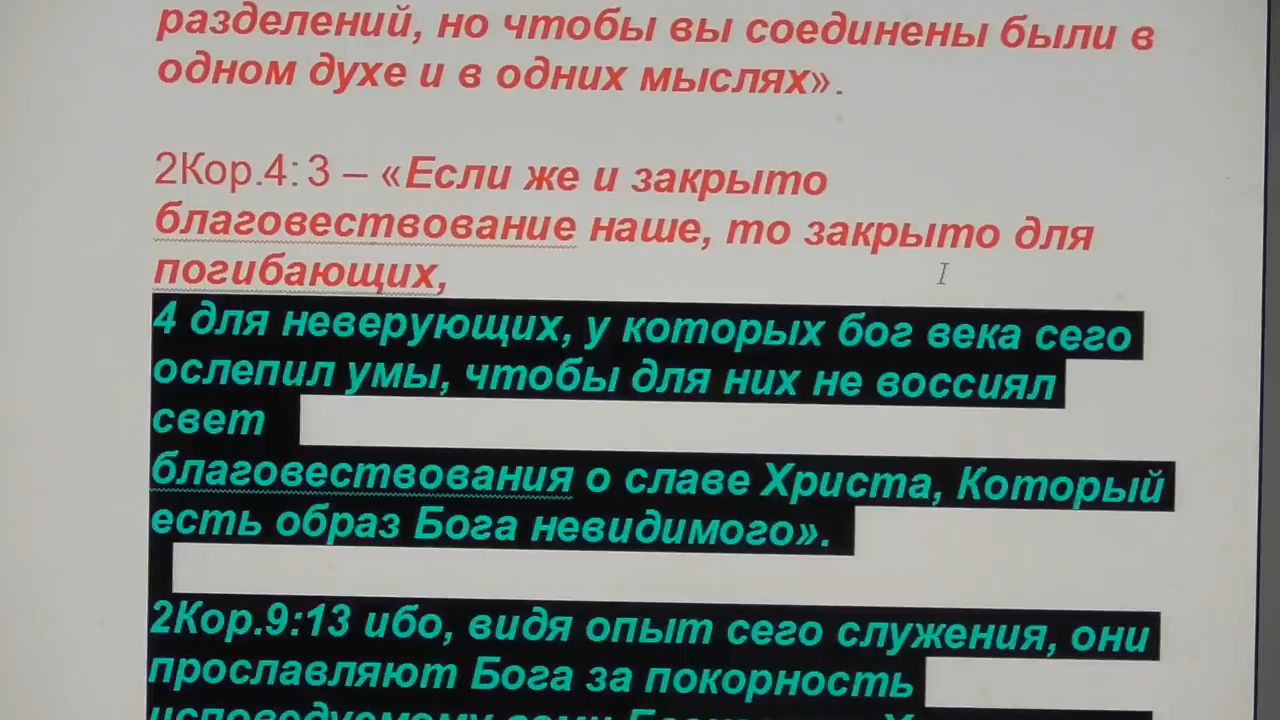 разделений, но чтобы вы соединены были в
одном духе и в одних мыслях».
2Кор.4:3 – «Если же и закрыто
благовествование наше, то закрыто для
погибающих,
4 для неверующих, у которых бог века сего
ослепил умы, чтобы для них не воссиял
свет
благовествования о славе Христа, Который
есть образ Бога невидимого».
2Кор.9:13 ибо, видя опыт сего служения, они
прославляют Бога за покорность